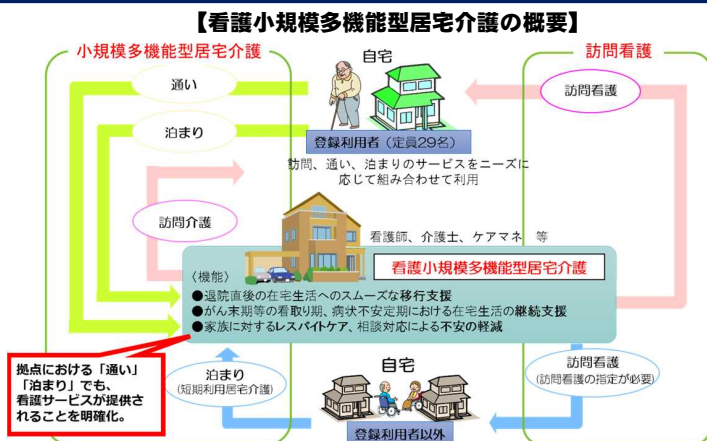 【看護小規模多機能型居宅介護の概要】
小規模多機能型居宅介護
自宅
訪問看護
通い
訪問看護
泊まり
登録利用者（定員29名）
訪問、通い、泊まりのサービスをニーズに
応じて組み合わせて利用
訪問介護
看護師、介護士、ケアマネ 等
看護小規模多機能型居宅介護
〈機能〉
●退院直後の在宅生活へのスムーズな移行支援
●がん末期等の看取り期、病状不安定期における在宅生活の継続支援
●家族に対するレスパイトケア、相談対応による不安の軽減
拠点における「通い」
「泊まり」でも、
看護サービスが提供さ
れることを明確化。
泊まり
(短期利用居宅介護)
自宅
訪問看護
(訪問看護の指定が必要)
登録利用者以外